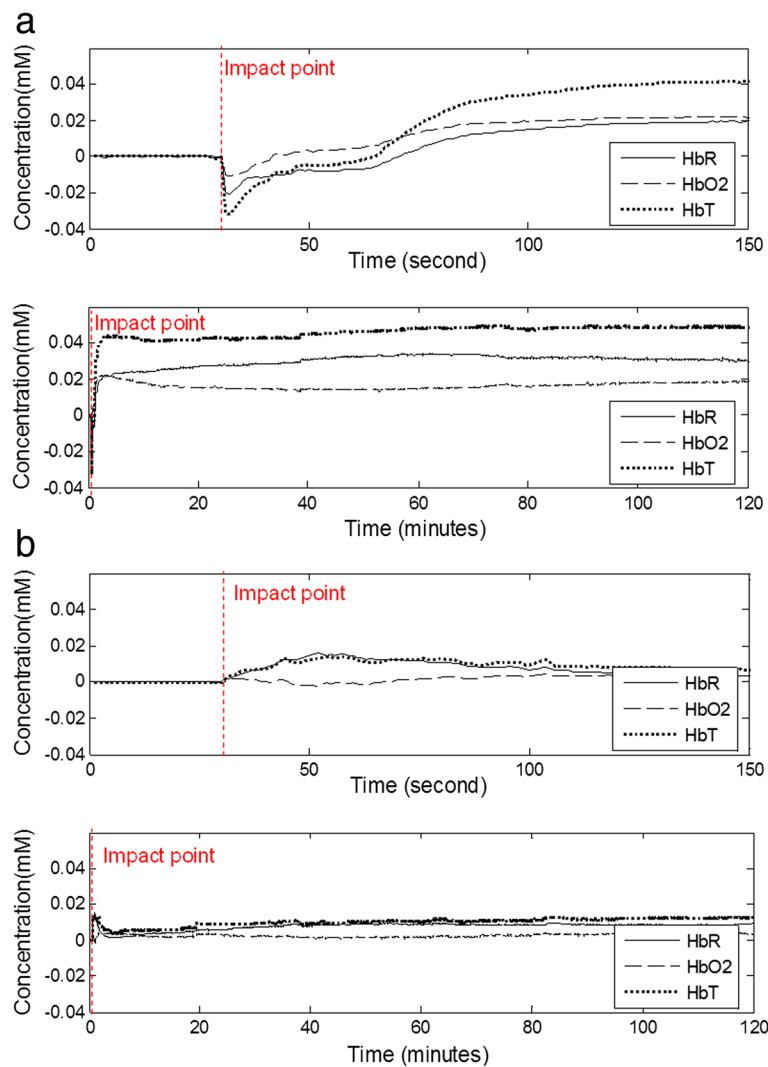 a
Impact point
Concentration(mM)
0.04
0.02
0
-0.02
-0.04
HbR
HbO2
HbT
0
50
100
150
Time (second)
Impact point
Concentration(mM)
0.04
0.02
0
-0.02
-0.04
HbR
HbO2
HbT
0
20
40
60
80
100
120
Time (minutes)
b
Impact point
Concentration(mM)
0.04
0.02
0
-0.02
-0.04
HbR
HbO2
HbT
0
50
100
150
Time (second)
Impact point
Concentration(mM)
0.04
0.02
0
-0.02
-0.04
HbR
HbO2
HbT
0
20
40
60
80
100
120
Time (minutes)